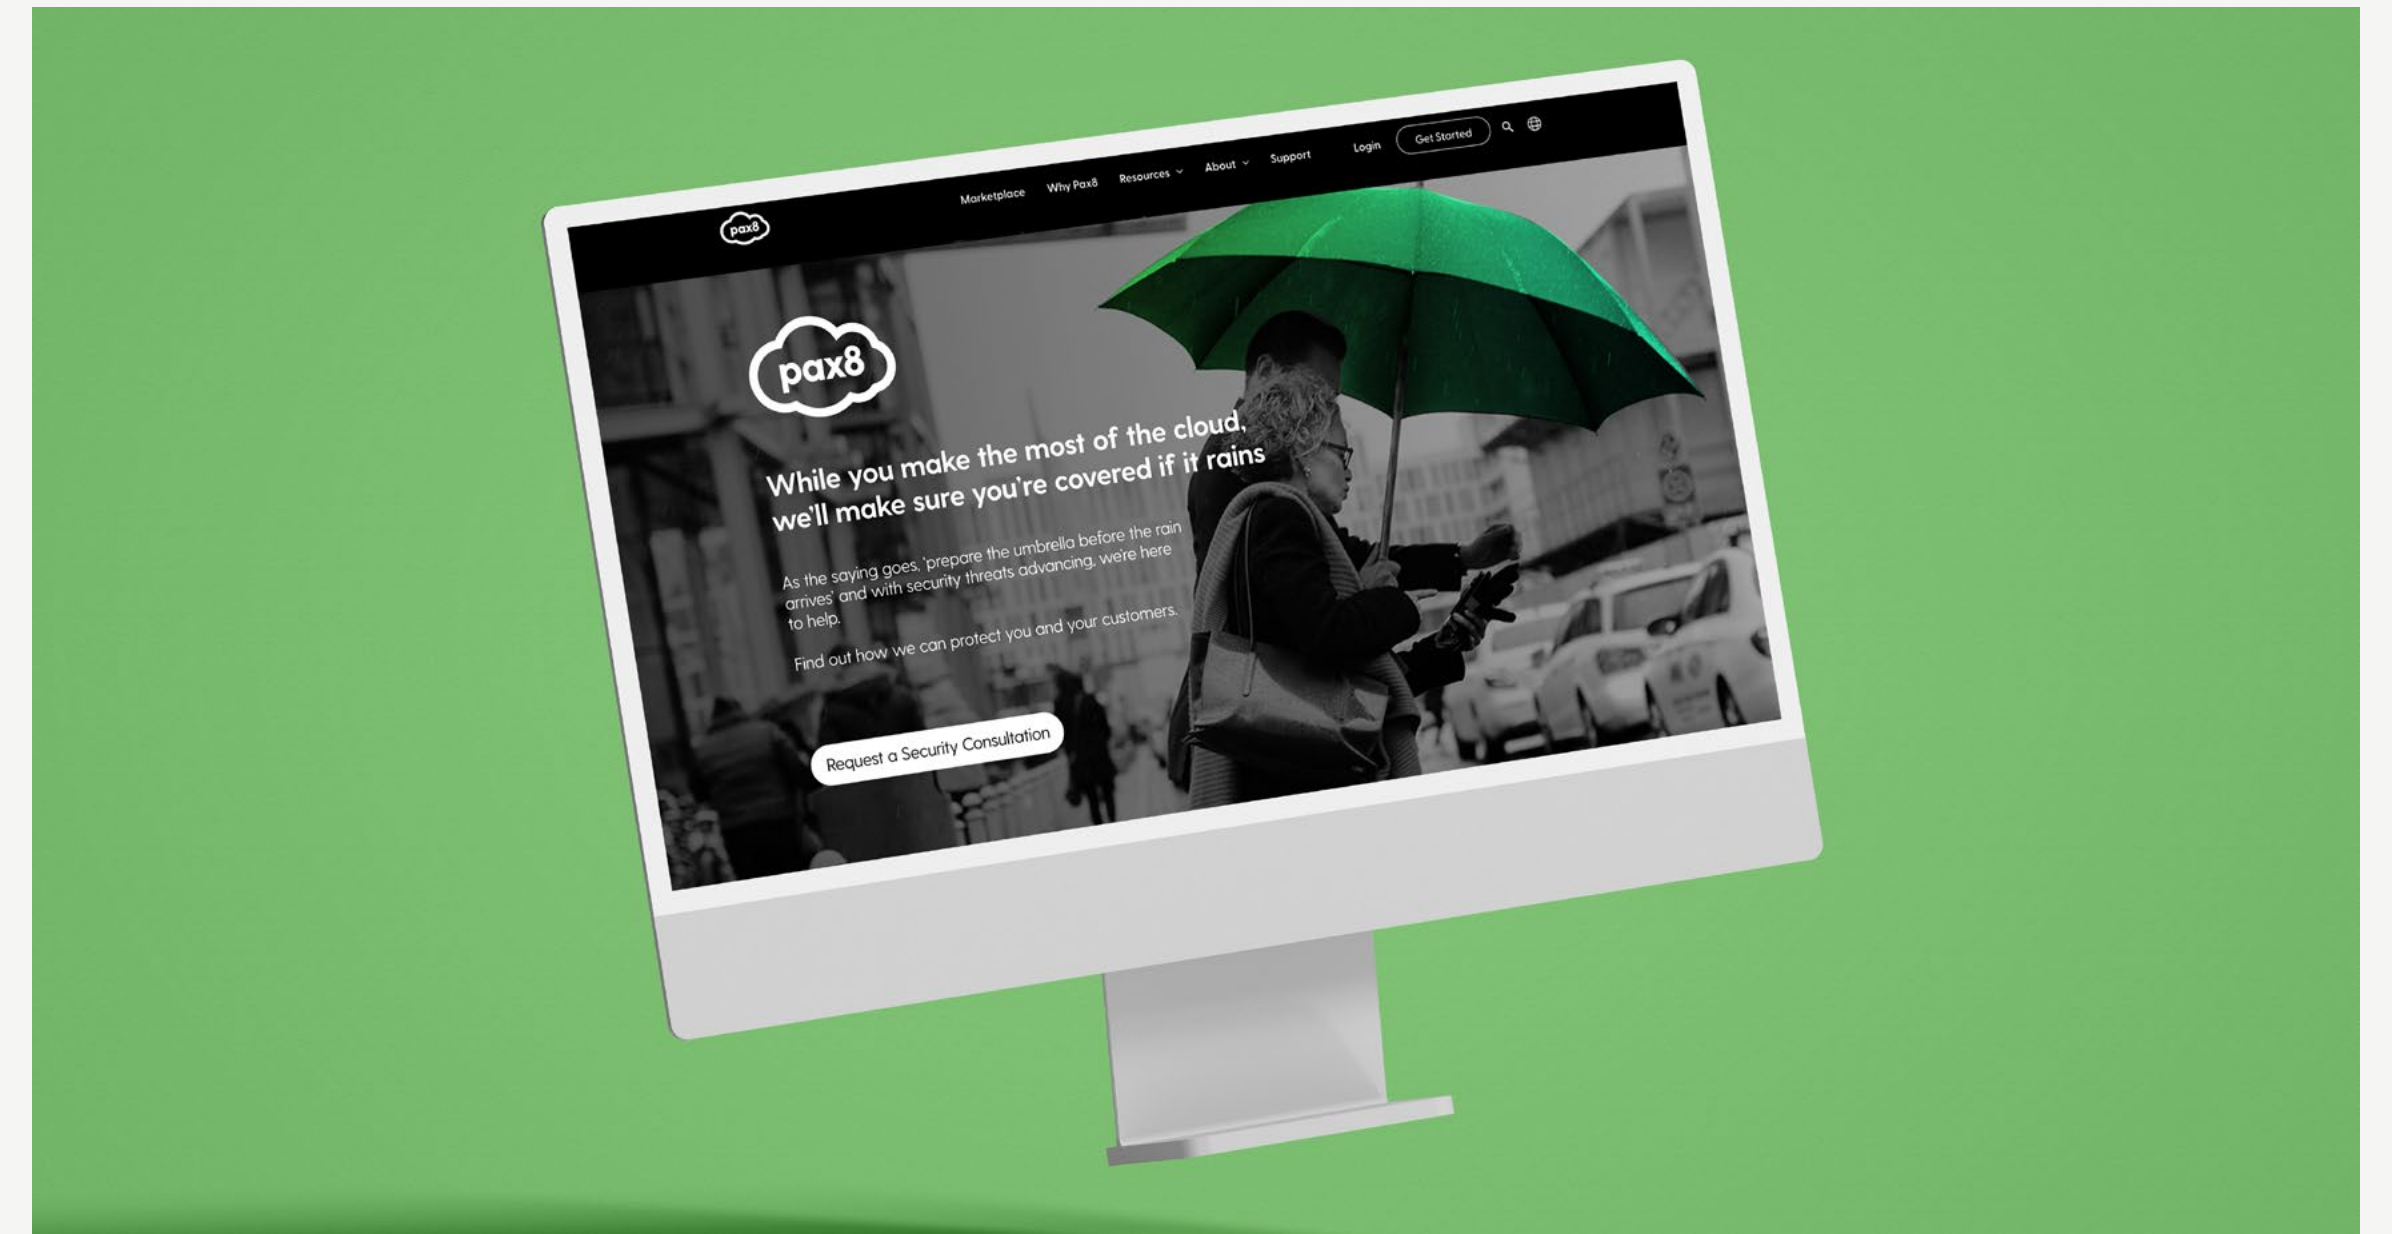 pax8
Marketplace
Why Pax8
Resources
About
Support
Login
Get Started
pax8
While you make the most of the cloud,
we'll make sure you're covered if it rains
As the saying goes, 'prepare the umbrella before the rain
arrives' and with security threats advancing, we're here
to help.
Find out how we can protect you and your customers.
Request a Security Consultation